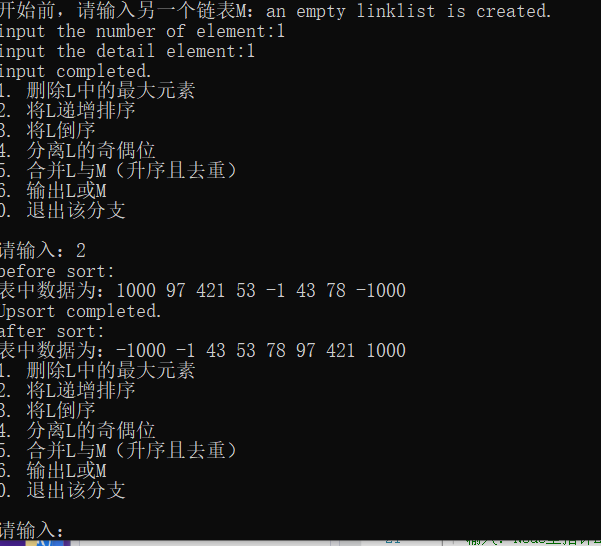 开始前，请输入另一个链表M：an empty linklist is created.
input the number of element:1
input the detail element:1
input completed.
1. 删除L中的最大元素
2. 将L递增排序
3. 将L倒序
4. 分离L的奇偶位
5. 合并L与M（升序且去重）
6. 输出L或M
0. 退出该分支
请输入：2
before sort:
表中数据为：1000 97 421 53 -1 43 78 -1000
Upsort completed.
after sort:
表中数据为：-1000 -1 43 53 78 97 421 1000
1. 删除L中的最大元素
2. 将L递增排序
3. 将L倒序
4. 分离L的奇偶位
5. 合并L与M（升序且去重）
6. 输出L或M
0. 退出该分支
请输入：